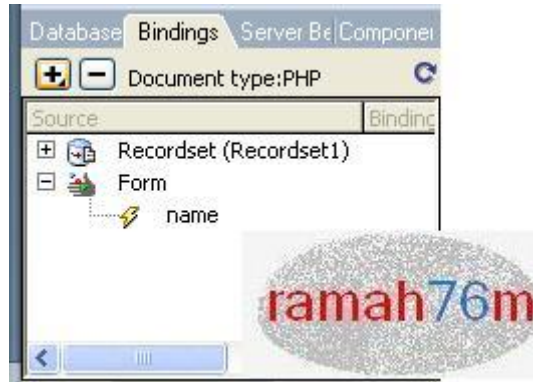 Database Bindings Server Be Componei
Document type:PHP
Source Binding
Recordset (Recordset1)
Form
name
ramah76m